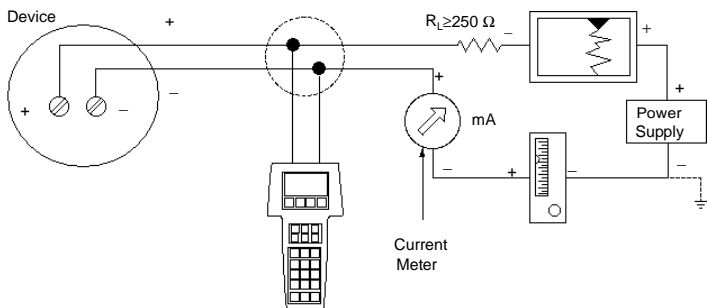 Device
+
R_L≥250 Ω
−
+
+
−
+
−
+
mA
−
+
−
Power
Supply
−
Current
Meter